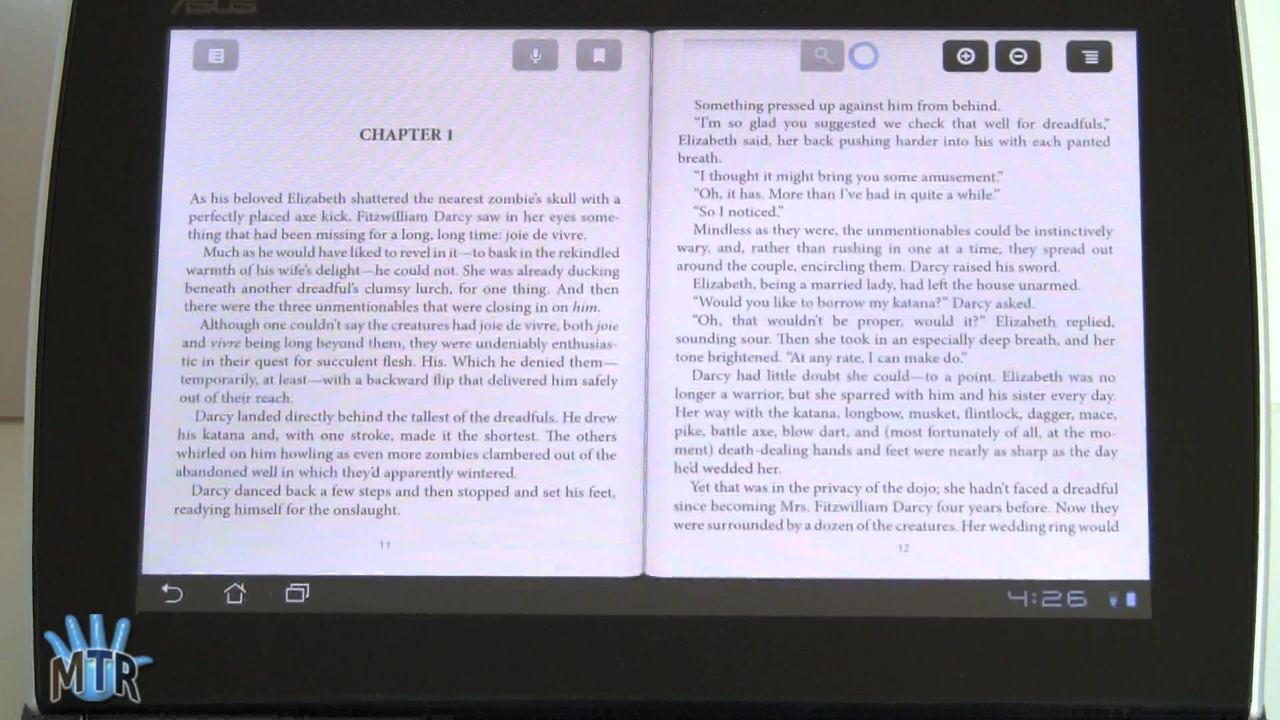 ASUS
CHAPTER 1
As his beloved Elizabeth shattered the nearest zombie's skull with a
perfectly placed axe kick, Fitzwilliam Darcy saw in her eyes some-
thing that had been missing for a long, long time: joie de vivre.
Much as he would have liked to revel in it—to bask in the rekindled
warmth of his wife's delight—he could not. She was already ducking
beneath another dreadful's clumsy lurch, for one thing. And then
there were the three unmentionables that were closing in on him.
Although one couldn't say the creatures had joie de vivre, both joie
and vivre being long beyond them, they were undeniably enthusias-
tic in their quest for succulent flesh. His. Which he denied them—
temporarily, at least—with a backward flip that delivered him safely
out of their reach.
Darcy landed directly behind the tallest of the dreadfuls. He drew
his katana and, with one stroke, made it the shortest. The others
whirled on him howling as even more zombies clambered out of the
abandoned well in which they'd apparently wintered.
Darcy danced back a few steps and then stopped and set his feet,
readying himself for the onslaught.
11
Something pressed up against him from behind.
"I'm so glad you suggested we check that well for dreadfuls,"
Elizabeth said, her back pushing harder into his with each panted
breath.
"I thought it might bring you some amusement."
"Oh, it has. More than I've had in quite a while."
"So I noticed."
Mindless as they were, the unmentionables could be instinctively
wary, and, rather than rushing in one at a time, they spread out
around the couple, encircling them. Darcy raised his sword.
Elizabeth, being a married lady, had left the house unarmed.
"Would you like to borrow my katana?" Darcy asked.
"Oh, that wouldn't be proper, would it?" Elizabeth replied,
sounding sour. Then she took in an especially deep breath, and her
tone brightened. "At any rate, I can make do."
Darcy had little doubt she could—to a point. Elizabeth was no
longer a warrior, but she sparred with him and his sister every day.
Her way with the katana, longbow, musket, flintlock, dagger, mace,
pike, battle axe, blow dart, and (most fortunately of all, at the mo-
ment) death-dealing hands and feet were nearly as sharp as the day
he'd wedded her.
Yet that was in the privacy of the dojo; she hadn't faced a dreadful
since becoming Mrs. Fitzwilliam Darcy four years before. Now they
were surrounded by a dozen of the creatures. Her wedding ring would
12
4:26
MTR